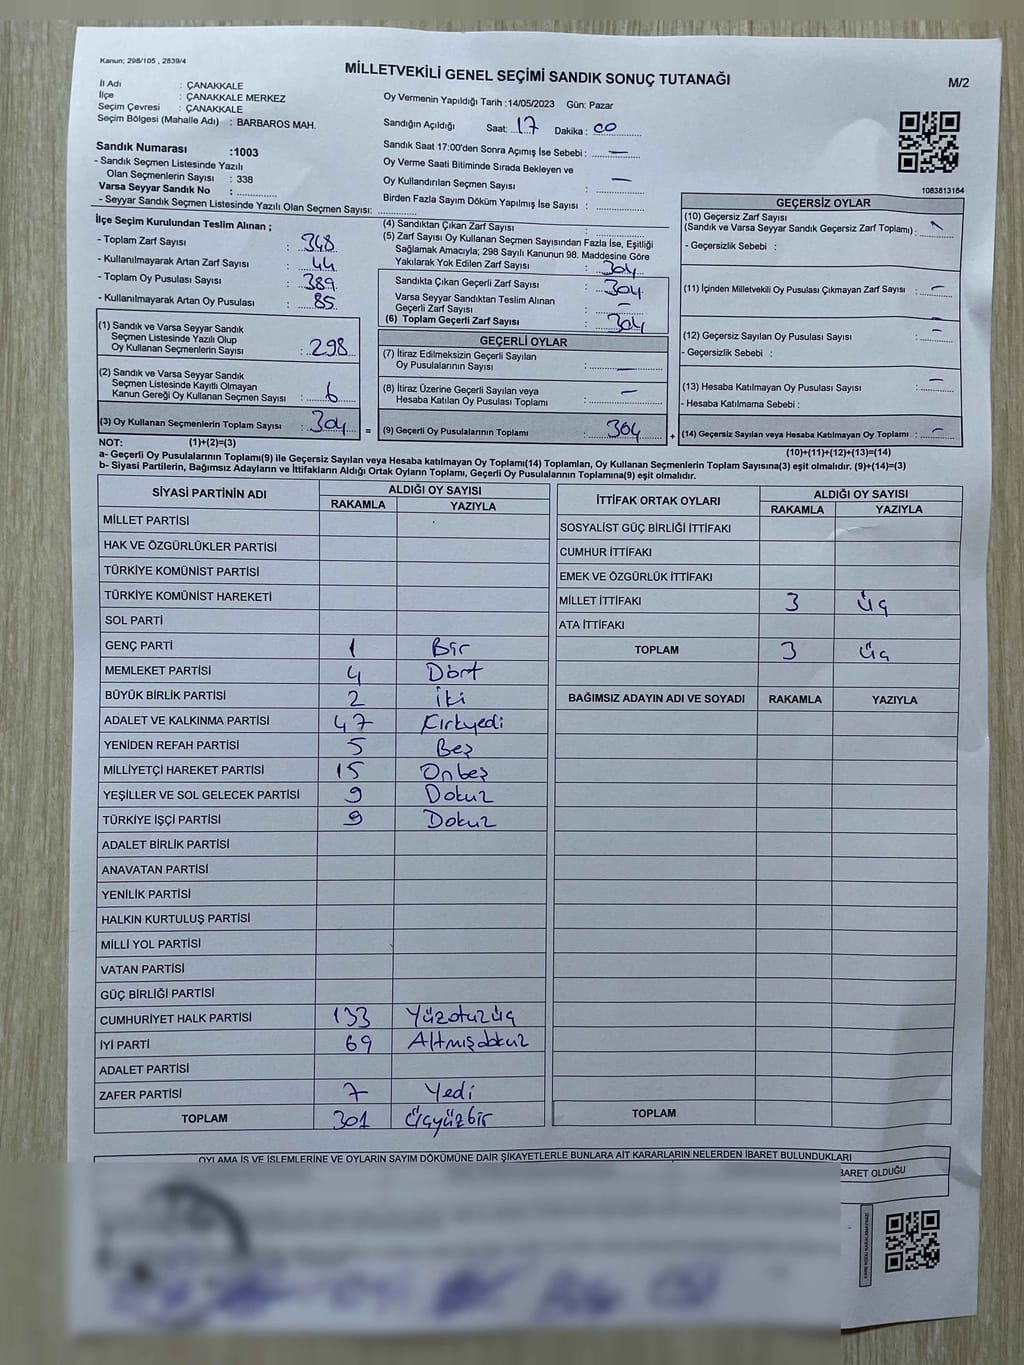 Kanun; 298/105 , 2839/4
MİLLETVEKİLİ GENEL SEÇİMİ SANDIK SONUÇ TUTANAĞI
M/2
İl Adı : ÇANAKKALE
İlçe : ÇANAKKALE MERKEZ
Seçim Çevresi : ÇANAKKALE
Seçim Bölgesi (Mahalle Adı) : BARBAROS MAH.
Oy Vermenin Yapıldığı Tarih :14/05/2023 Gün: Pazar
Sandığın Açıldığı Saat: 17 Dakika: 00
Sandık Saat 17:00'den Sonra Açımış İse Sebebi : —
Oy Verme Saati Bitiminde Sırada Bekleyen ve
Oy Kullandırılan Seçmen Sayısı : —
Birden Fazla Sayım Döküm Yapılmış İse Sayısı :
Sandık Numarası :1003
- Sandık Seçmen Listesinde Yazılı
Olan Seçmenlerin Sayısı : 338
Varsa Seyyar Sandık No :
- Seyyar Sandık Seçmen Listesinde Yazılı Olan Seçmen Sayısı:
1083813164
İlçe Seçim Kurulundan Teslim Alınan ;
- Toplam Zarf Sayısı : 348
- Kullanılmayarak Artan Zarf Sayısı : 44
- Toplam Oy Pusulası Sayısı : 389
- Kullanılmayarak Artan Oy Pusulası : 85
(1) Sandık ve Varsa Seyyar Sandık
Seçmen Listesinde Yazılı Olup
Oy Kullanan Seçmenlerin Sayısı : 298
(2) Sandık ve Varsa Seyyar Sandık
Seçmen Listesinde Kayıtlı Olmayan
Kanun Gereği Oy Kullanan Seçmen Sayısı : 6
(3) Oy Kullanan Seçmenlerin Toplam Sayısı : 304 =
(4) Sandıktan Çıkan Zarf Sayısı :
(5) Zarf Sayısı Oy Kullanan Seçmen Sayısından Fazla İse, Eşitliği
Sağlamak Amacıyla; 298 Sayılı Kanunun 98. Maddesine Göre
Yakılarak Yok Edilen Zarf Sayısı : 304
Sandıkta Çıkan Geçerli Zarf Sayısı : 304
Varsa Seyyar Sandıktan Teslim Alınan
Geçerli Zarf Sayısı : —
(6) Toplam Geçerli Zarf Sayısı : 304
GEÇERLİ OYLAR
(7) İtiraz Edilmeksizin Geçerli Sayılan
Oy Pusulalarının Sayısı : —
(8) İtiraz Üzerine Geçerli Sayılan veya
Hesaba Katılan Oy Pusulası Toplamı : —
(9) Geçerli Oy Pusulalarının Toplamı : 304 +
GEÇERSİZ OYLAR
(10) Geçersiz Zarf Sayısı
(Sandık ve Varsa Seyyar Sandık Geçersiz Zarf Toplamı) :
- Geçersizlik Sebebi :
(11) İçinden Milletvekili Oy Pusulası Çıkmayan Zarf Sayısı : —
(12) Geçersiz Sayılan Oy Pusulası Sayısı : —
- Geçersizlik Sebebi :
(13) Hesaba Katılmayan Oy Pusulası Sayısı : —
- Hesaba Katılmama Sebebi :
(14) Geçersiz Sayılan veya Hesaba Katılmayan Oy Toplamı : —
NOT: (1)+(2)=(3) (10)+(11)+(12)+(13)=(14)
a- Geçerli Oy Pusulalarının Toplamı(9) ile Geçersiz Sayılan veya Hesaba katılmayan Oy Toplamı(14) Toplamları, Oy Kullanan Seçmenlerin Toplam Sayısına(3) eşit olmalıdır. (9)+(14)=(3)
b- Siyasi Partilerin, Bağımsız Adayların ve İttifakların Aldığı Ortak Oyların Toplamı, Geçerli Oy Pusulalarının Toplamına(9) eşit olmalıdır.
SİYASİ PARTİNİN ADI ALDIĞI OY SAYISI
RAKAMLA YAZIYLA
MİLLET PARTİSİ
HAK VE ÖZGÜRLÜKLER PARTİSİ
TÜRKİYE KOMÜNİST PARTİSİ
TÜRKİYE KOMÜNİST HAREKETİ
SOL PARTİ
GENÇ PARTİ 1 Bir
MEMLEKET PARTİSİ 4 Dört
BÜYÜK BİRLİK PARTİSİ 2 İki
ADALET VE KALKINMA PARTİSİ 47 Kırkyedi
YENİDEN REFAH PARTİSİ 5 Beş
MİLLİYETÇİ HAREKET PARTİSİ 15 Onbeş
YEŞİLLER VE SOL GELECEK PARTİSİ 9 Dokuz
TÜRKİYE İŞÇİ PARTİSİ 9 Dokuz
ADALET BİRLİK PARTİSİ
ANAVATAN PARTİSİ
YENİLİK PARTİSİ
HALKIN KURTULUŞ PARTİSİ
MİLLİ YOL PARTİSİ
VATAN PARTİSİ
GÜÇ BİRLİĞİ PARTİSİ
CUMHURİYET HALK PARTİSİ 133 Yüzotuzüç
İYİ PARTİ 69 Altmışdokuz
ADALET PARTİSİ
ZAFER PARTİSİ 7 Yedi
TOPLAM 301 Üçyüzbir
İTTİFAK ORTAK OYLARI ALDIĞI OY SAYISI
RAKAMLA YAZIYLA
SOSYALİST GÜÇ BİRLİĞİ İTTİFAKI
CUMHUR İTTİFAKI
EMEK VE ÖZGÜRLÜK İTTİFAKI
MİLLET İTTİFAKI 3 Üç
ATA İTTİFAKI
TOPLAM 3 Üç
BAĞIMSIZ ADAYIN ADI VE SOYADI RAKAMLA YAZIYLA
TOPLAM
OYLAMA İŞ VE İŞLEMLERİNE VE OYLARIN SAYIM DÖKÜMÜNE DAİR ŞİKAYETLERLE BUNLARA AİT KARARLARIN NELERDEN İBARET BULUNDUKLARI
BARET OLDUĞU